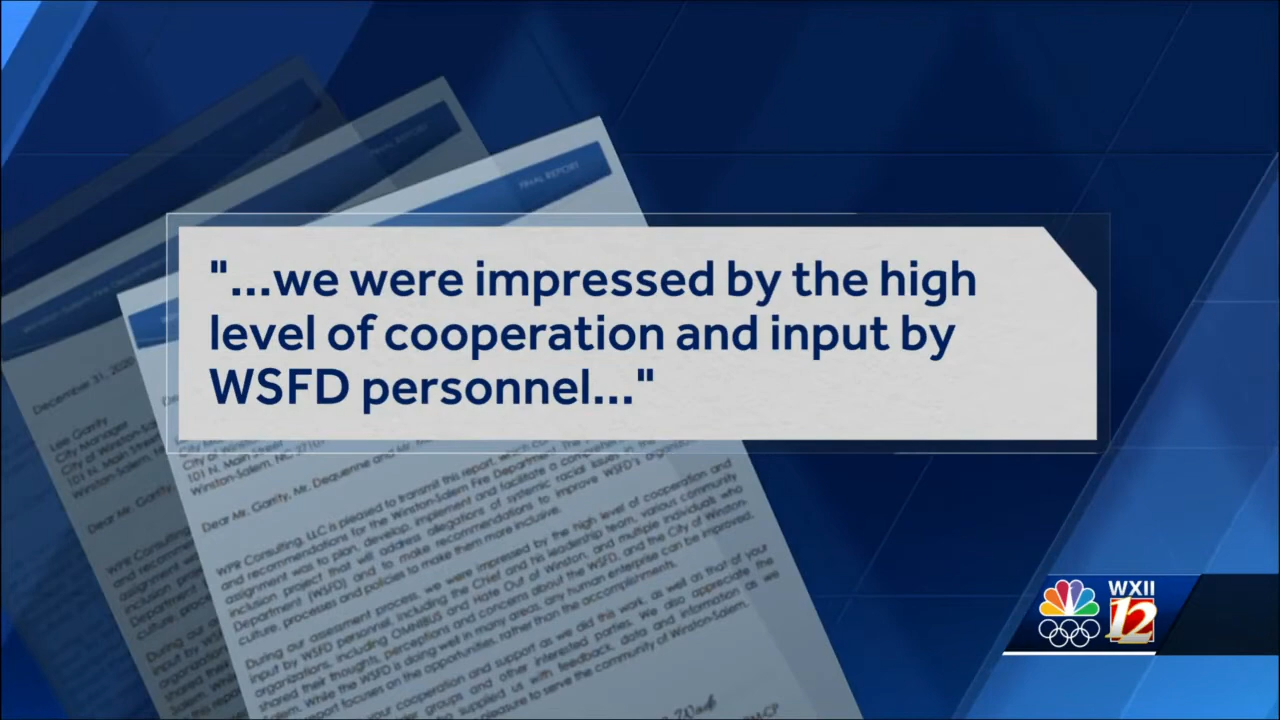 "...we were impressed by the high
level of cooperation and input by
WSFD personnel..."
FINAL REPORT
December 31, 2020
Lee Garrity
City Manager
City of Winston-Salem
101 N. Main Street
Winston-Salem, NC 27101
Dear Mr. Garrity, Mr. Dequenne and Mr.
WPR Consulting, LLC is pleased to transmit this report, which
and recommendations for the Winston-Salem Fire Department. The
assignment was to plan, develop, implement and facilitate a comprehensive
inclusion project that will address allegations of systemic racial issues in the
Department (WSFD) and to make recommendations to improve WSFD's
culture, processes and policies to make them more inclusive.
During our assessment process, we were impressed by the high level of cooperation and
input by WSFD personnel, including the Chief and his leadership team, various community
organizations, including OMNIBUS and Hate Out of Winston, and multiple individuals who
shared their thoughts, perceptions and concerns about the WSFD, and the City of Winston-
Salem. While the WSFD is doing well in many areas, any human enterprise can be improved.
report focuses on the opportunities, rather than the accomplishments.
your cooperation and support as we did this work, as well as that of your
groups and other interested parties. We also appreciate the
supplied us with feedback, data and information as we
pleasure to serve the community of Winston-Salem.
WXII
12